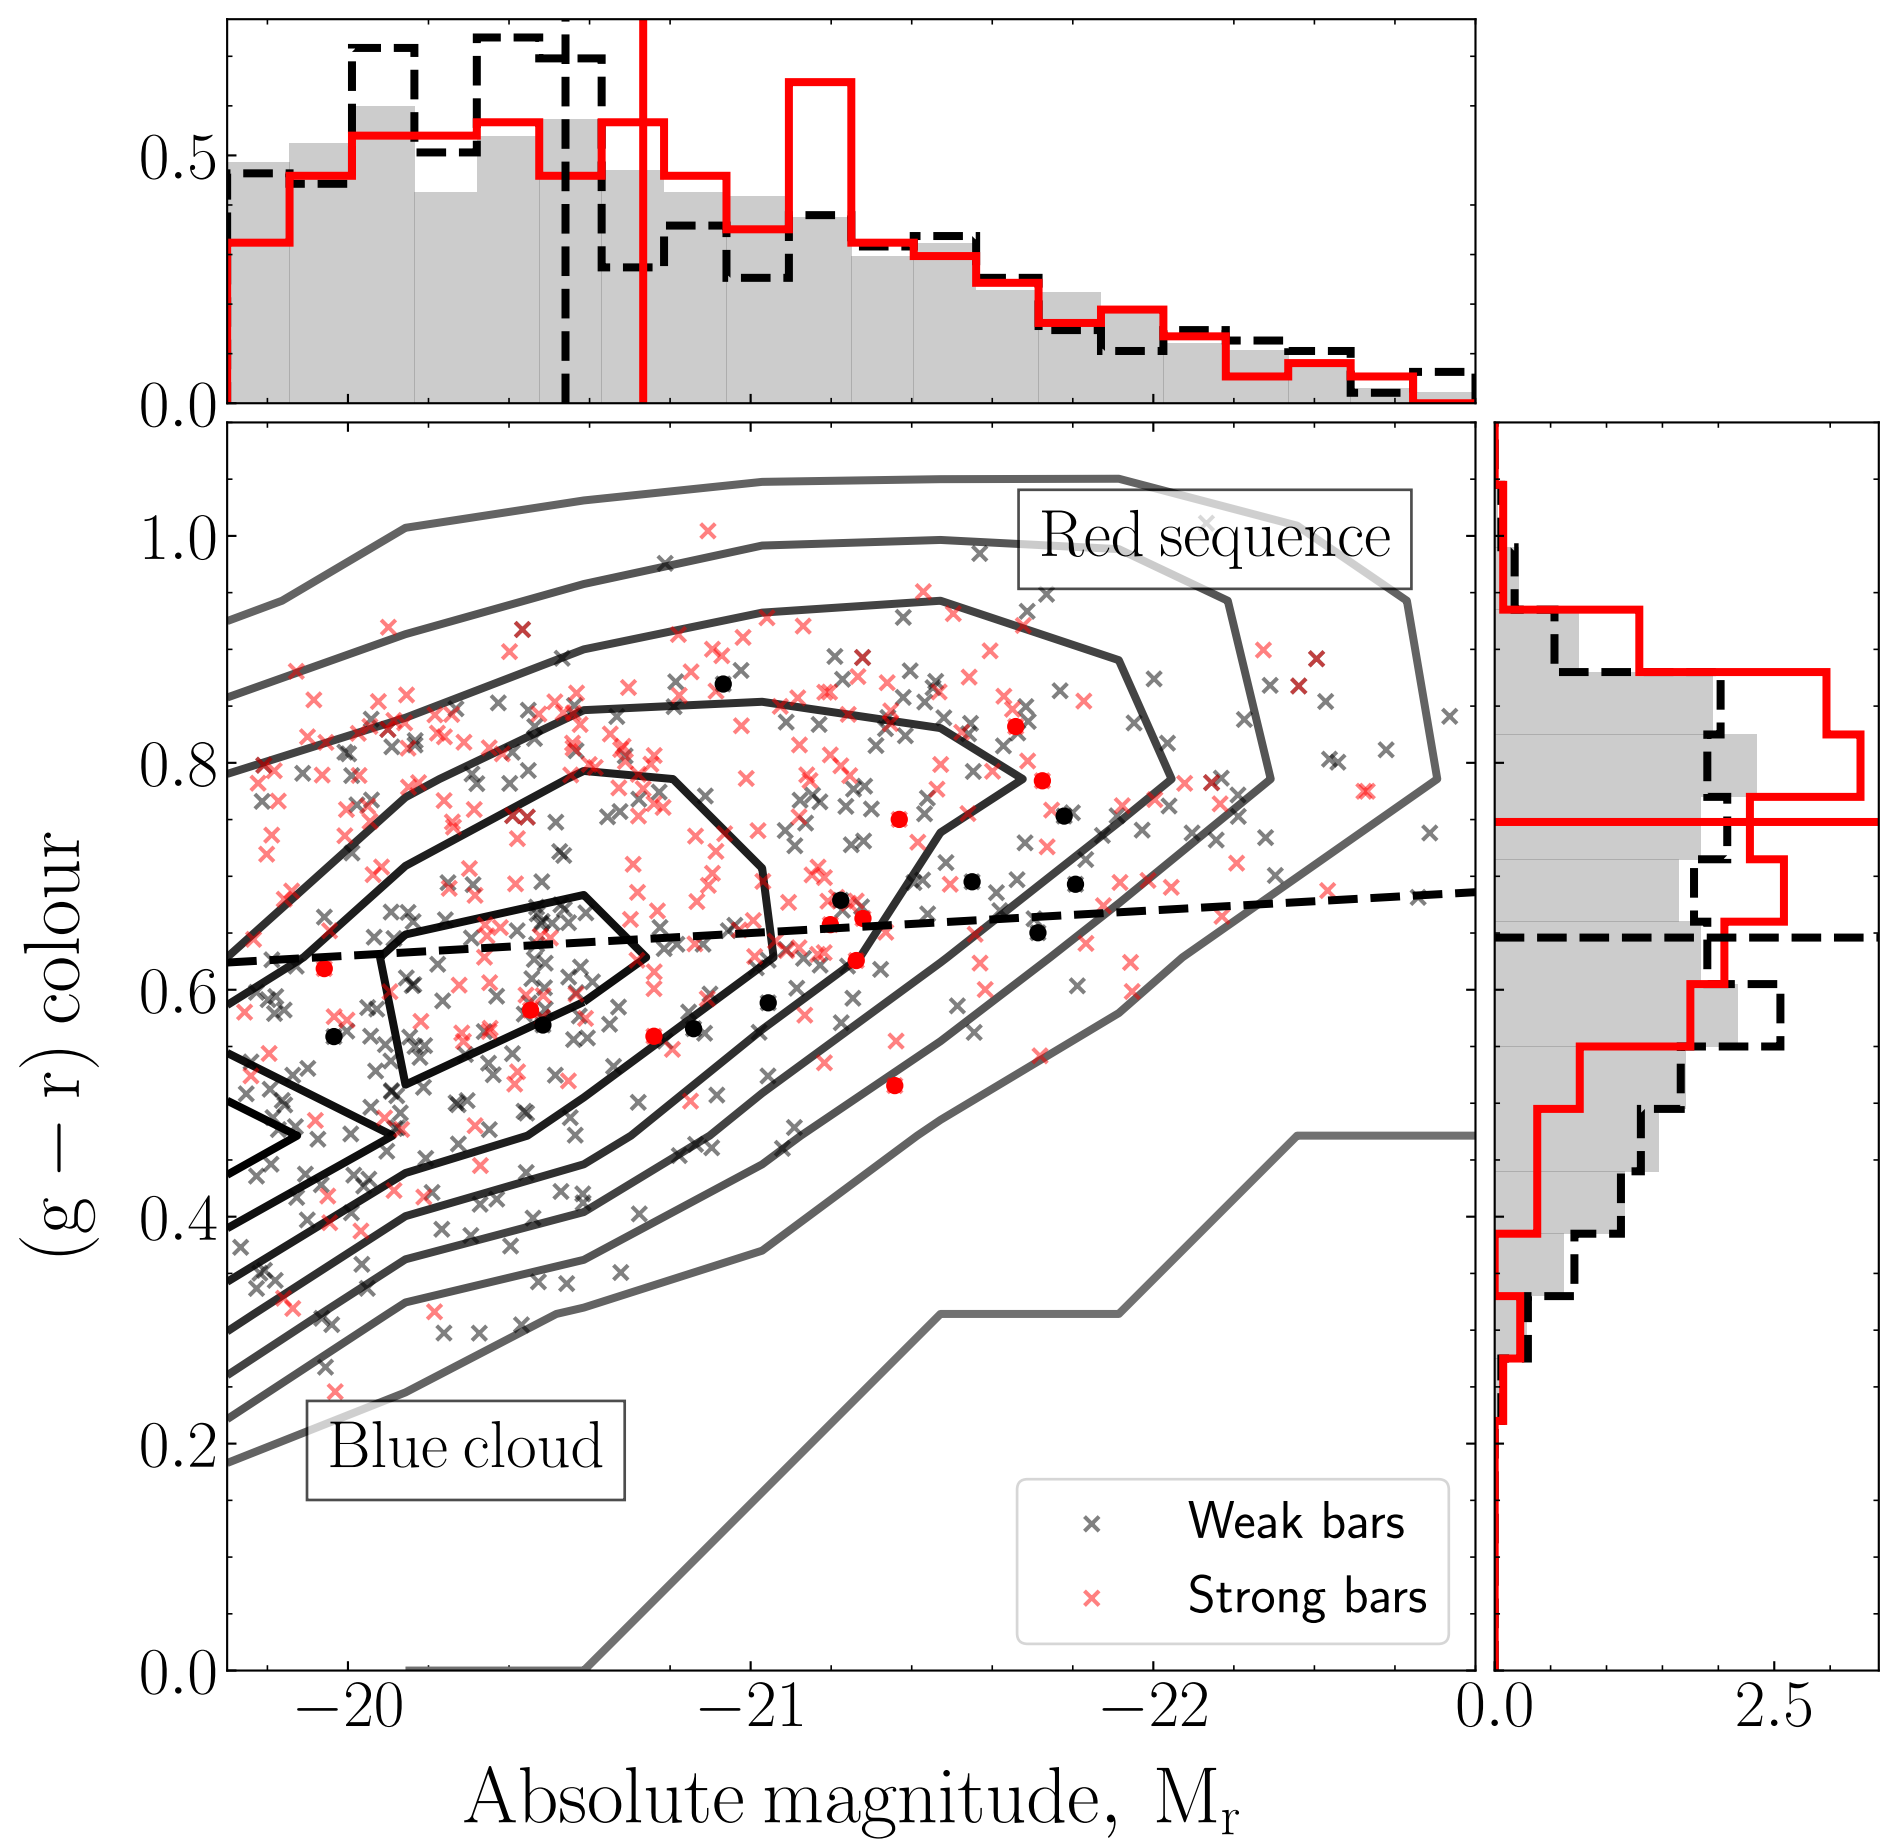 0.5
0.0
Red sequence
1.0
0.8
0.6
0.4
0.2
0.0
(g − r) colour
Blue cloud
Weak bars
Strong bars
−20
−21
−22
0.0
2.5
Absolute magnitude, Mr